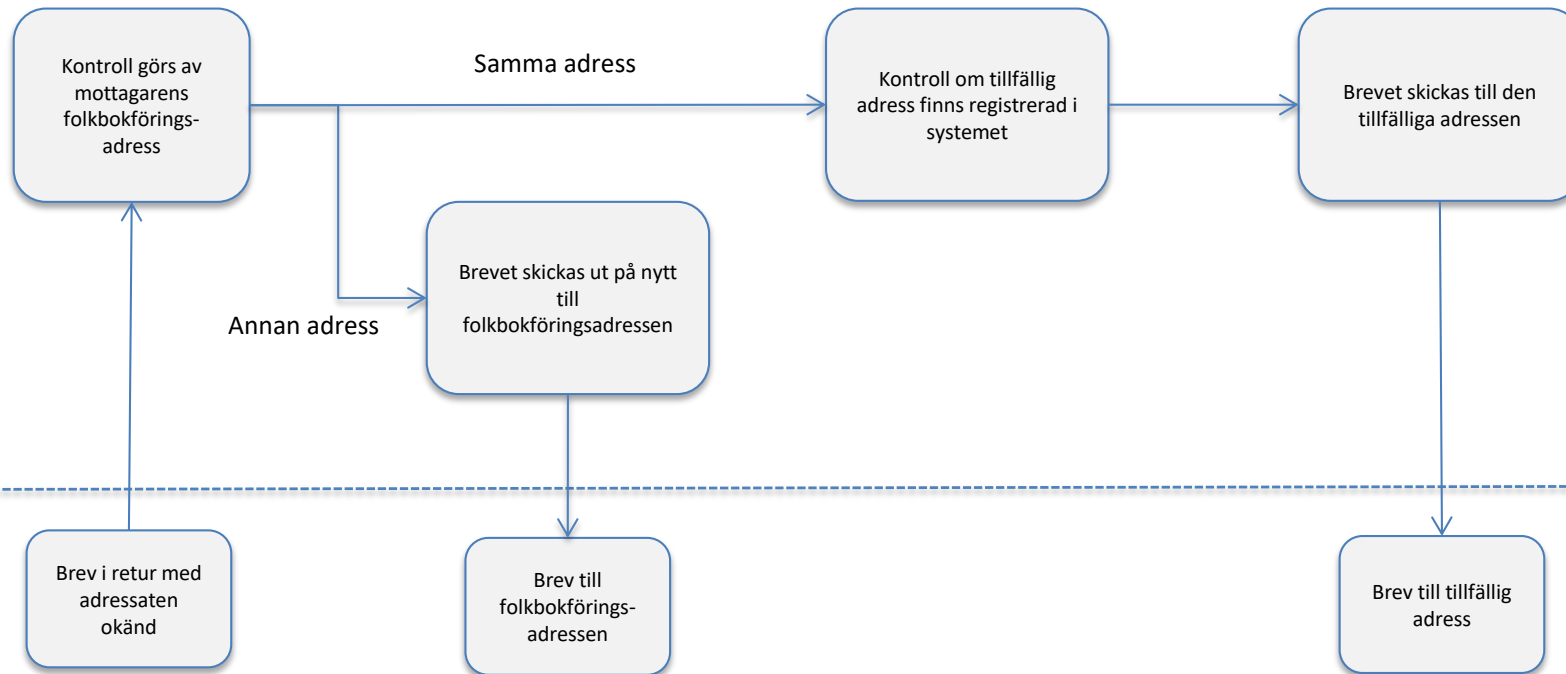 Kontroll görs av
mottagarens
folkbokförings-
adress
Samma adress
Kontroll om tillfällig
adress finns registrerad i
systemet
Brevet skickas till den
tillfälliga adressen
Brevet skickas ut på nytt
till
folkbokföringsadressen
Annan adress
Brev i retur med
adressaten
okänd
Brev till
folkbokförings-
adressen
Brev till tillfällig
adress